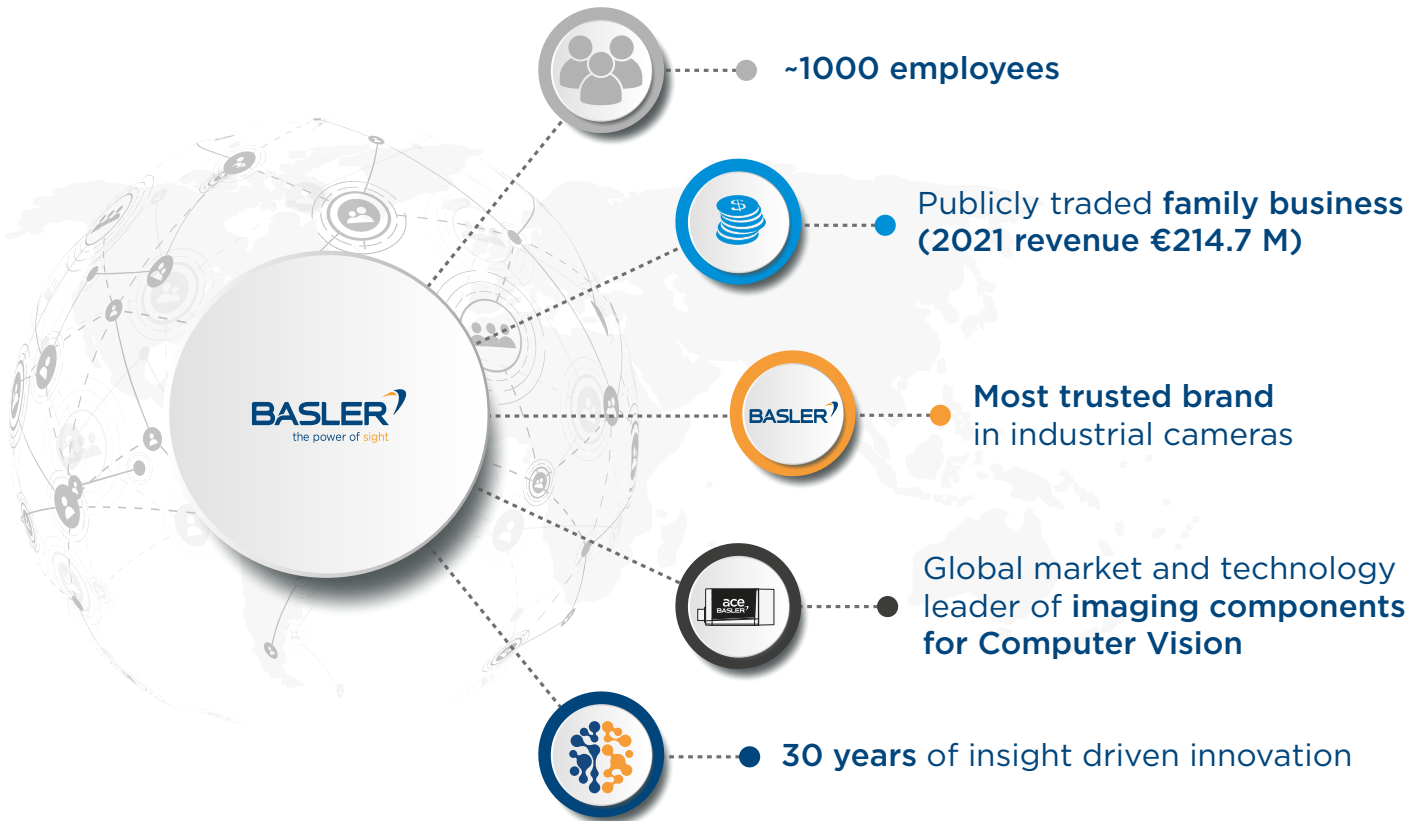 ~1000 employees
$
Publicly traded family business
(2021 revenue €214.7 M)
BASLER
the power of sight
BASLER
Most trusted brand
in industrial cameras
Global market and technology
leader of imaging components
for Computer Vision
ace
BASLER
30 years of insight driven innovation